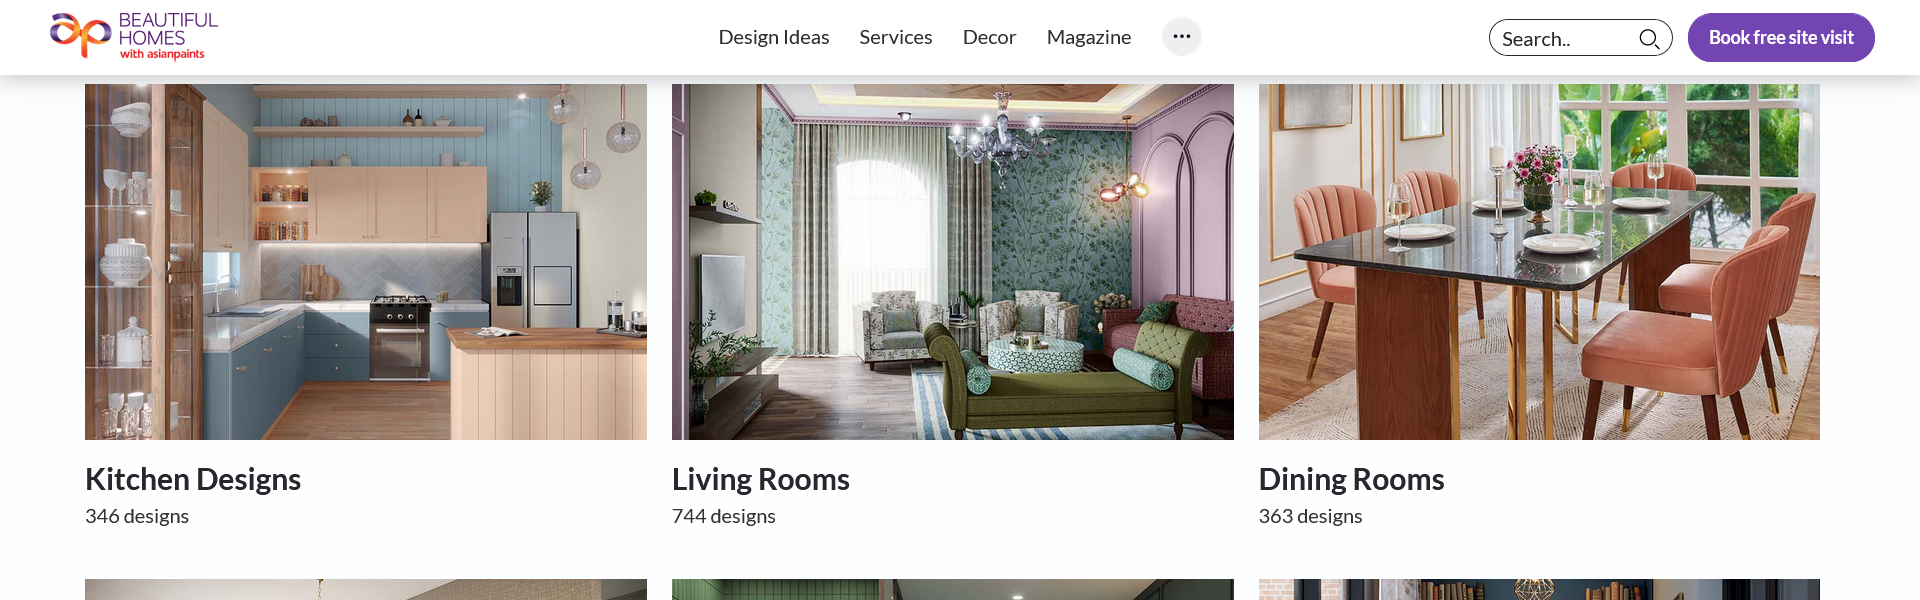 BEAUTIFUL
HOMES
with asianpaints
Design Ideas
Services
Decor
Magazine
Search..
Book free site visit
Kitchen Designs
346 designs
Living Rooms
744 designs
Dining Rooms
363 designs